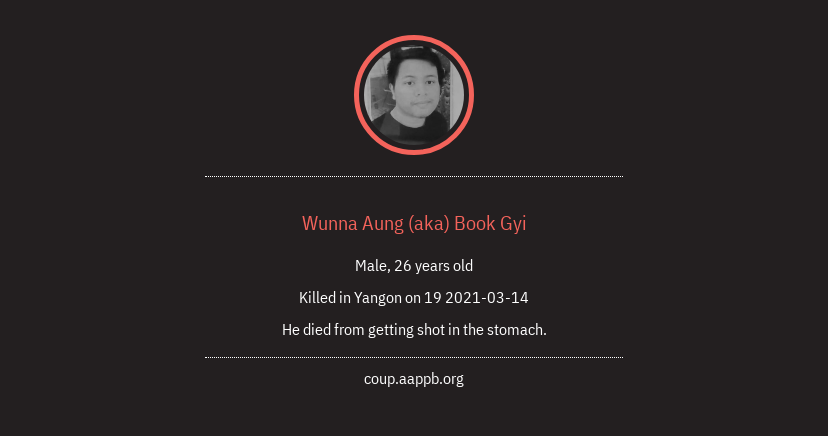 Wunna Aung (aka) Book Gyi
Male, 26 years old
Killed in Yangon on 19 2021-03-14
He died from getting shot in the stomach.
coup.aappb.org